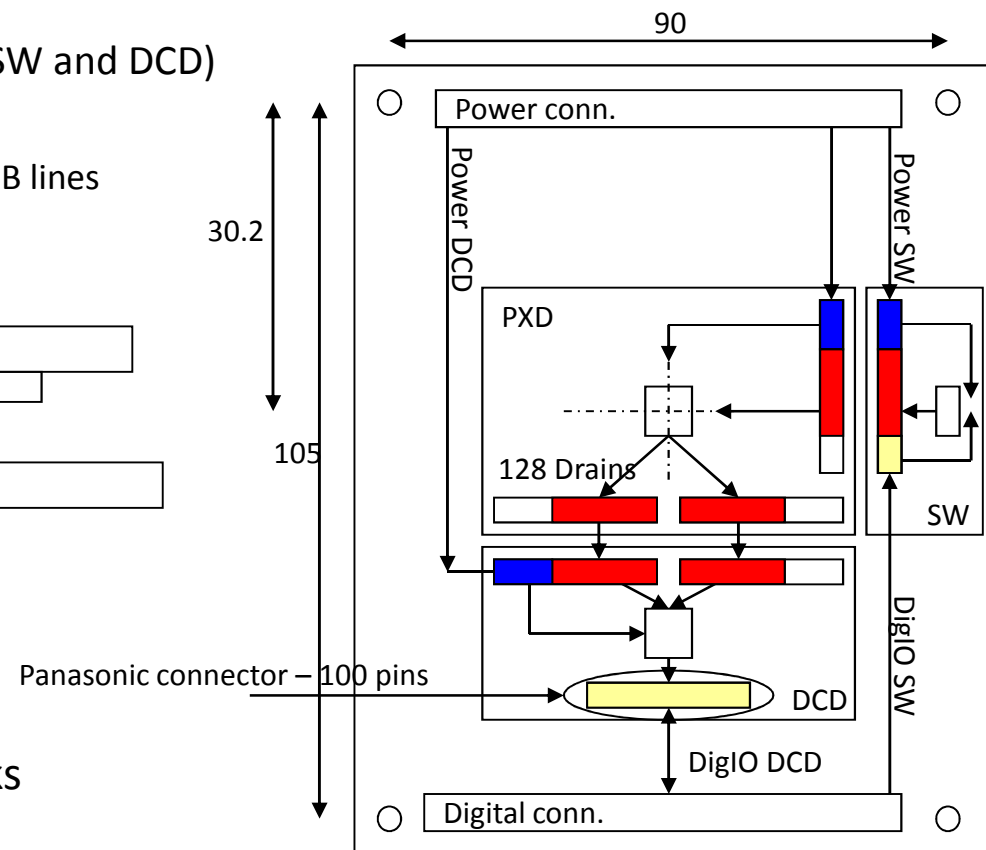 90
SW and DCD)
Power conn.
B lines
Power DCD
Power SW
30.2
PXD
105
128 Drains
SW
DigIO SW
Panasonic connector – 100 pins
DCD
DigIO DCD
ks
Digital conn.